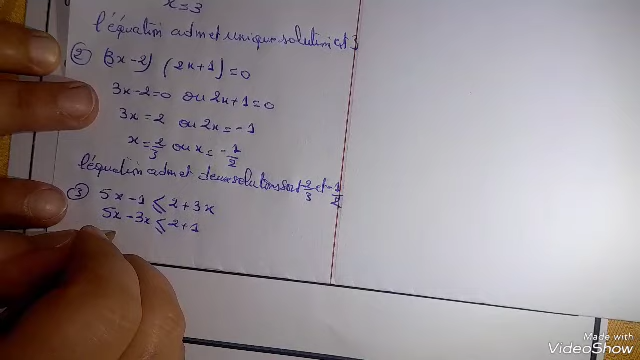 x=3
l'équation admet unique solution est 3
② (3x-2) (2x+1)=0
3x-2=0 ou 2x+1=0
3x=2 ou 2x=-1
x=2/3 ou x=-1/2
l'équation admet deux solutions sont 2/3 et -1/2
③ 5x-1⩽2+3x
5x-3x⩽2+1
Made with
VideoShow